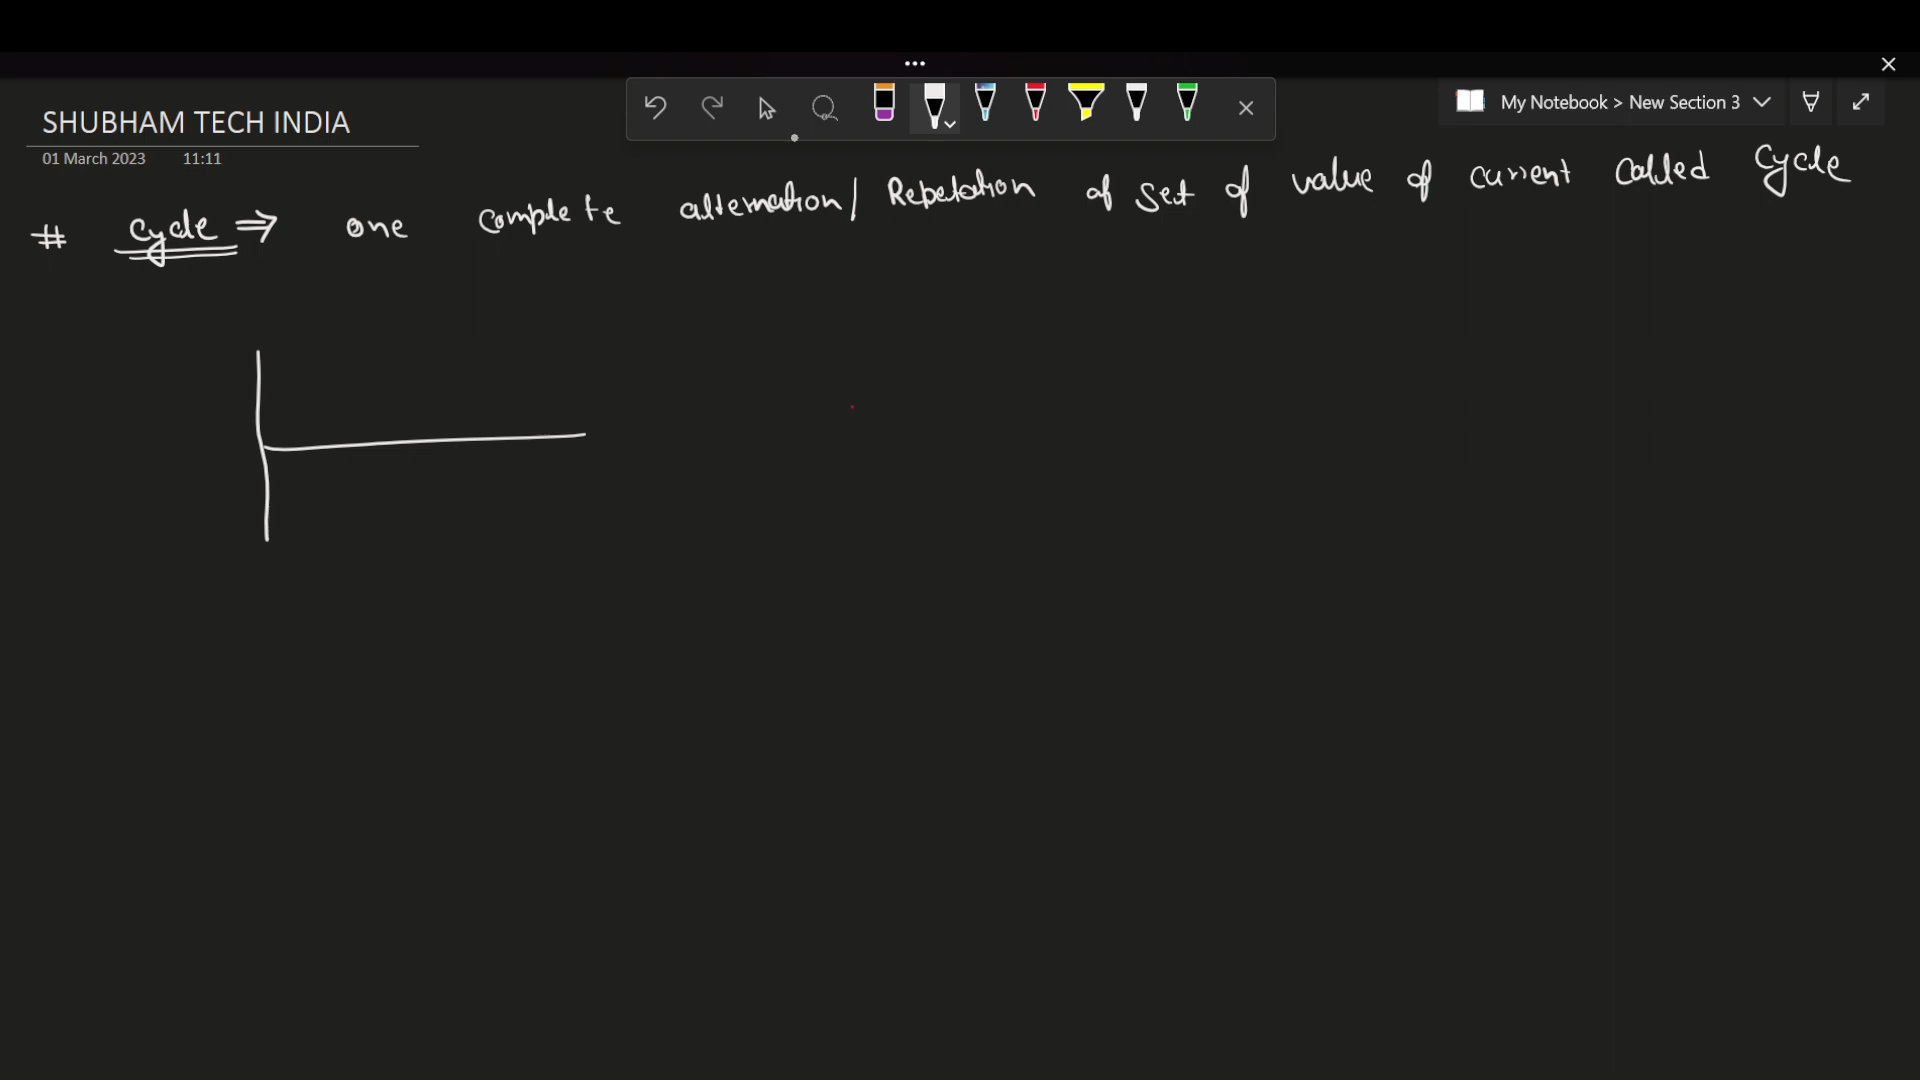 SHUBHAM TECH INDIA
01 March 2023 11:11
My Notebook > New Section 3
# Cycle ⇒ one complete alternation/ Repetation of set of value of current called Cycle